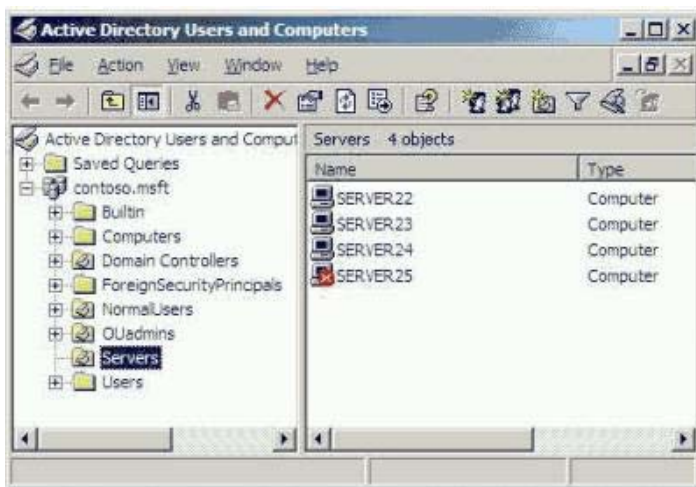 Active Directory Users and Computers
File Action View Window Help
Active Directory Users and Comput
Servers 4 objects
Saved Queries
contoso.msft
Builtin
Computers
Domain Controllers
ForeignSecurityPrincipals
NormalUsers
OUadmins
Servers
Users
Name Type
SERVER22 Computer
SERVER23 Computer
SERVER24 Computer
SERVER25 Computer